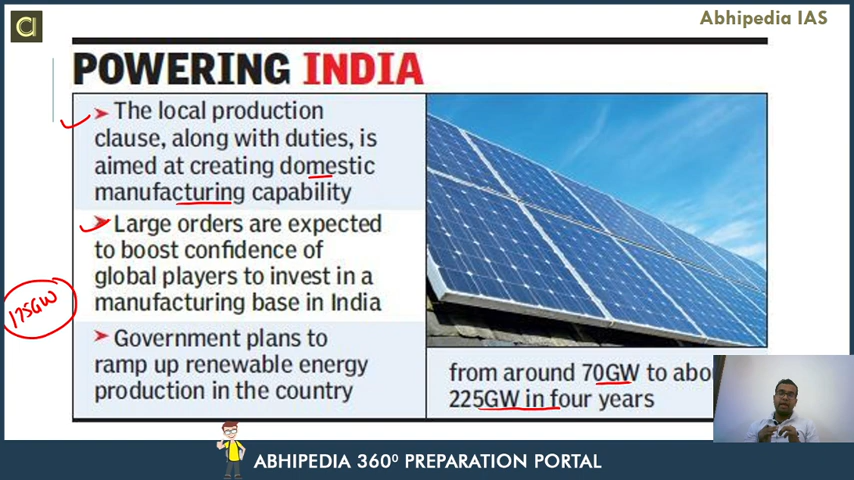 Abhipedia IAS
POWERING INDIA
The local production
clause, along with duties, is
aimed at creating domestic
manufacturing capability
Large orders are expected
to boost confidence of
global players to invest in a
manufacturing base in India
175GW
Government plans to
ramp up renewable energy
production in the country
from around 70GW to
225GW in four years
ABHIPEDIA 360⁰ PREPARATION PORTAL